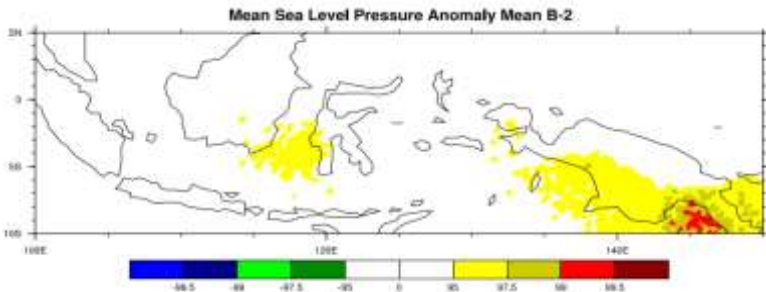 Mean Sea Level Pressure Anomaly Mean B-2
5N
0
5S
10S
100E 120E 140E
-99.5 -99 -97.5 -95 0 95 97.5 99 99.5